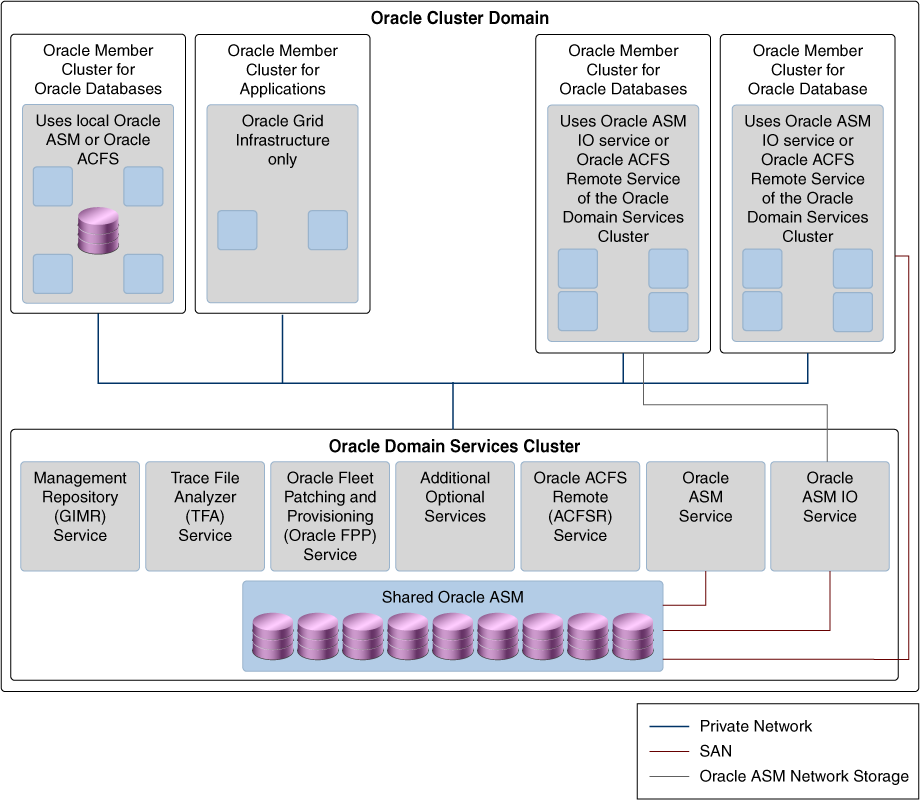 Oracle Cluster Domain
Oracle Member
Cluster for
Oracle Databases
Uses local Oracle
ASM or Oracle
ACFS
Oracle Member
Cluster for
Applications
Oracle Grid
Infrastructure
only
Oracle Member
Cluster for
Oracle Databases
Uses Oracle ASM
IO service or
Oracle ACFS
Remote Service
of the Oracle
Domain Services
Cluster
Oracle Member
Cluster for
Oracle Database
Uses Oracle ASM
IO service or
Oracle ACFS
Remote Service
of the Oracle
Domain Services
Cluster
Oracle Domain Services Cluster
Management
Repository
(GIMR)
Service
Trace File
Analyzer
(TFA)
Service
Oracle Fleet
Patching and
Provisioning
(Oracle FPP)
Service
Additional
Optional
Services
Oracle ACFS
Remote
(ACFSR)
Service
Oracle
ASM
Service
Oracle
ASM IO
Service
Shared Oracle ASM
Private Network
SAN
Oracle ASM Network Storage